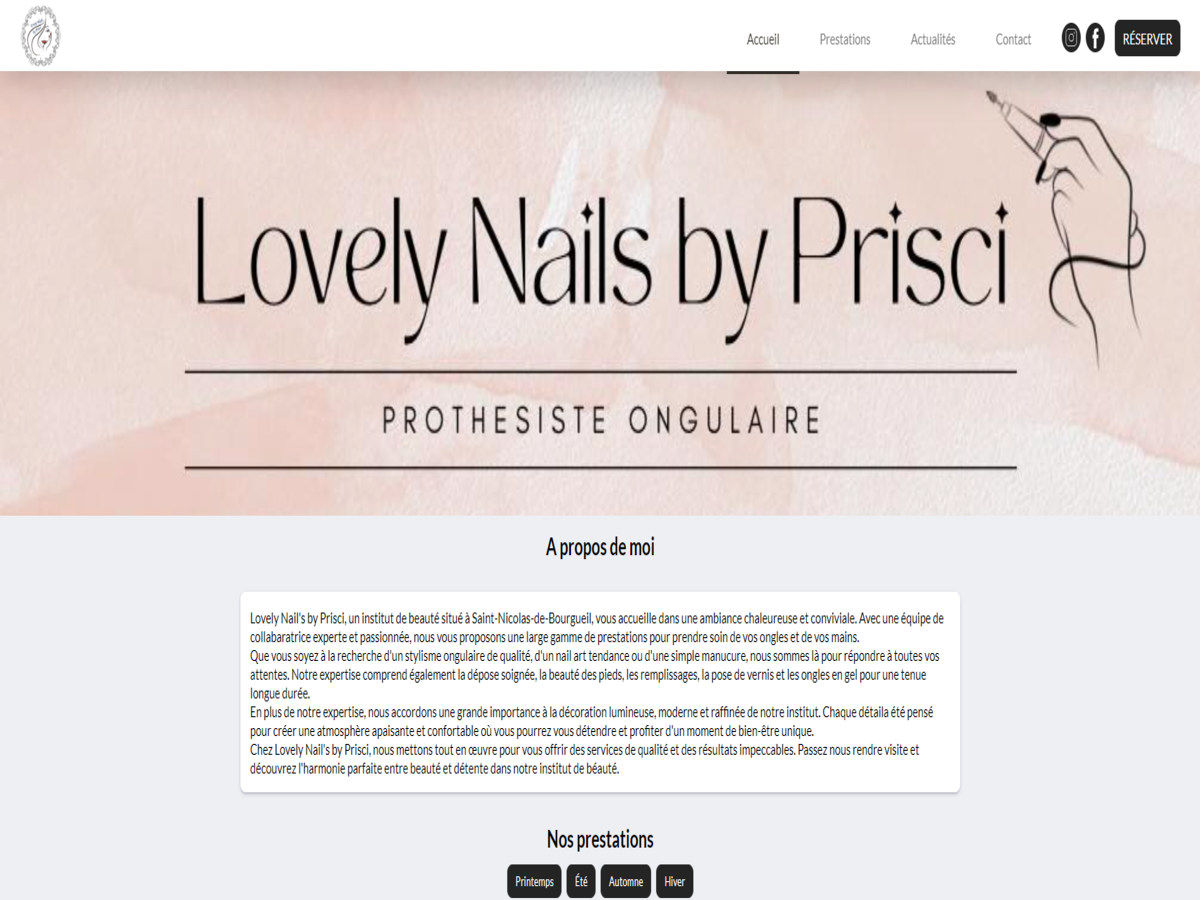 Accueil
Prestations
Actualités
Contact
RÉSERVER
Lovely Nails by Prisci
PROTHESISTE ONGULAIRE
A propos de moi
Lovely Nail's by Prisci, un institut de beauté situé à Saint-Nicolas-de-Bourgueil, vous accueille dans une ambiance chaleureuse et conviviale. Avec une équipe de
collabaratrice experte et passionnée, nous vous proposons une large gamme de prestations pour prendre soin de vos ongles et de vos mains.
Que vous soyez à la recherche d'un stylisme ongulaire de qualité, d'un nail art tendance ou d'une simple manucure, nous sommes là pour répondre à toutes vos
attentes. Notre expertise comprend également la dépose soignée, la beauté des pieds, les remplissages, la pose de vernis et les ongles en gel pour une tenue
longue durée.
En plus de notre expertise, nous accordons une grande importance à la décoration lumineuse, moderne et raffinée de notre institut. Chaque détaila été pensé
pour créer une atmosphère apaisante et confortable où vous pourrez vous détendre et profiter d'un moment de bien-être unique.
Chez Lovely Nail's by Prisci, nous mettons tout en œuvre pour vous offrir des services de qualité et des résultats impeccables. Passez nous rendre visite et
découvrez l'harmonie parfaite entre beauté et détente dans notre institut de béauté.
Nos prestations
Printemps
Été
Automne
Hiver